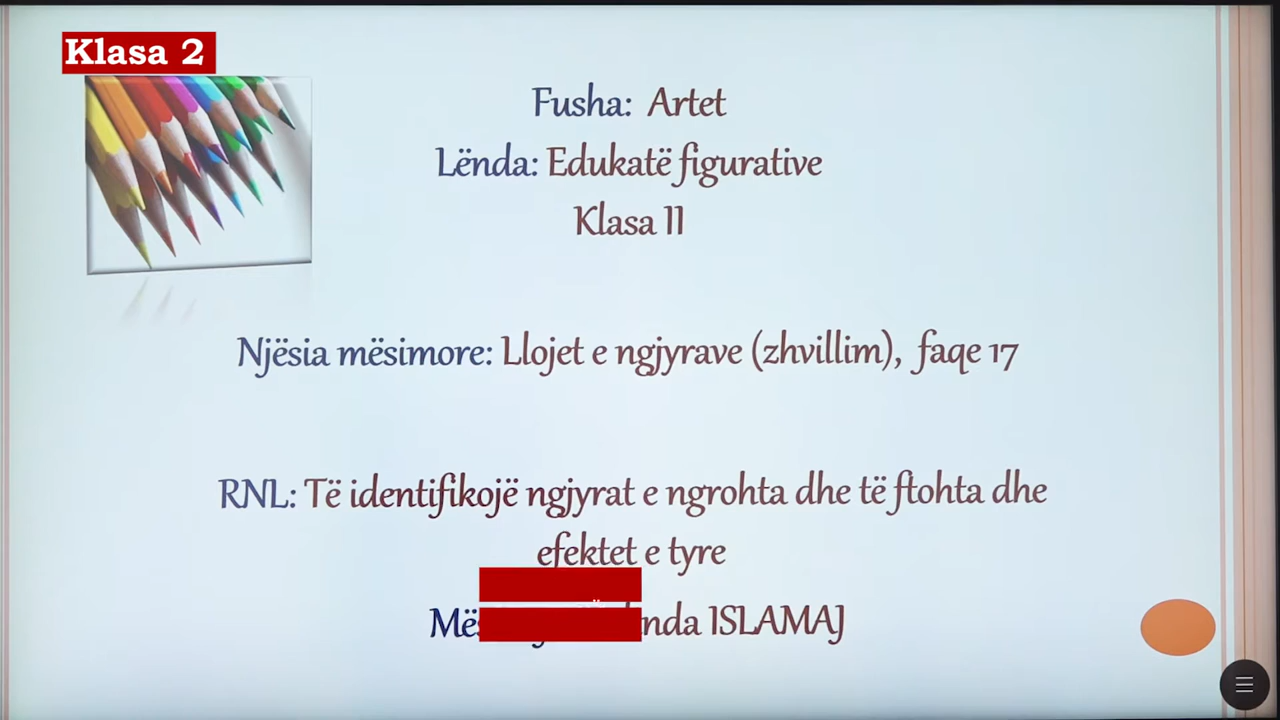 Klasa 2
Fusha: Artet
Lënda: Edukatë figurative
Klasa II
Njësia mësimore: Llojet e ngjyrave (zhvillim), faqe 17
RNL: Të identifikojë ngjyrat e ngrohta dhe të ftohta dhe
efektet e tyre
ISLAMAJ